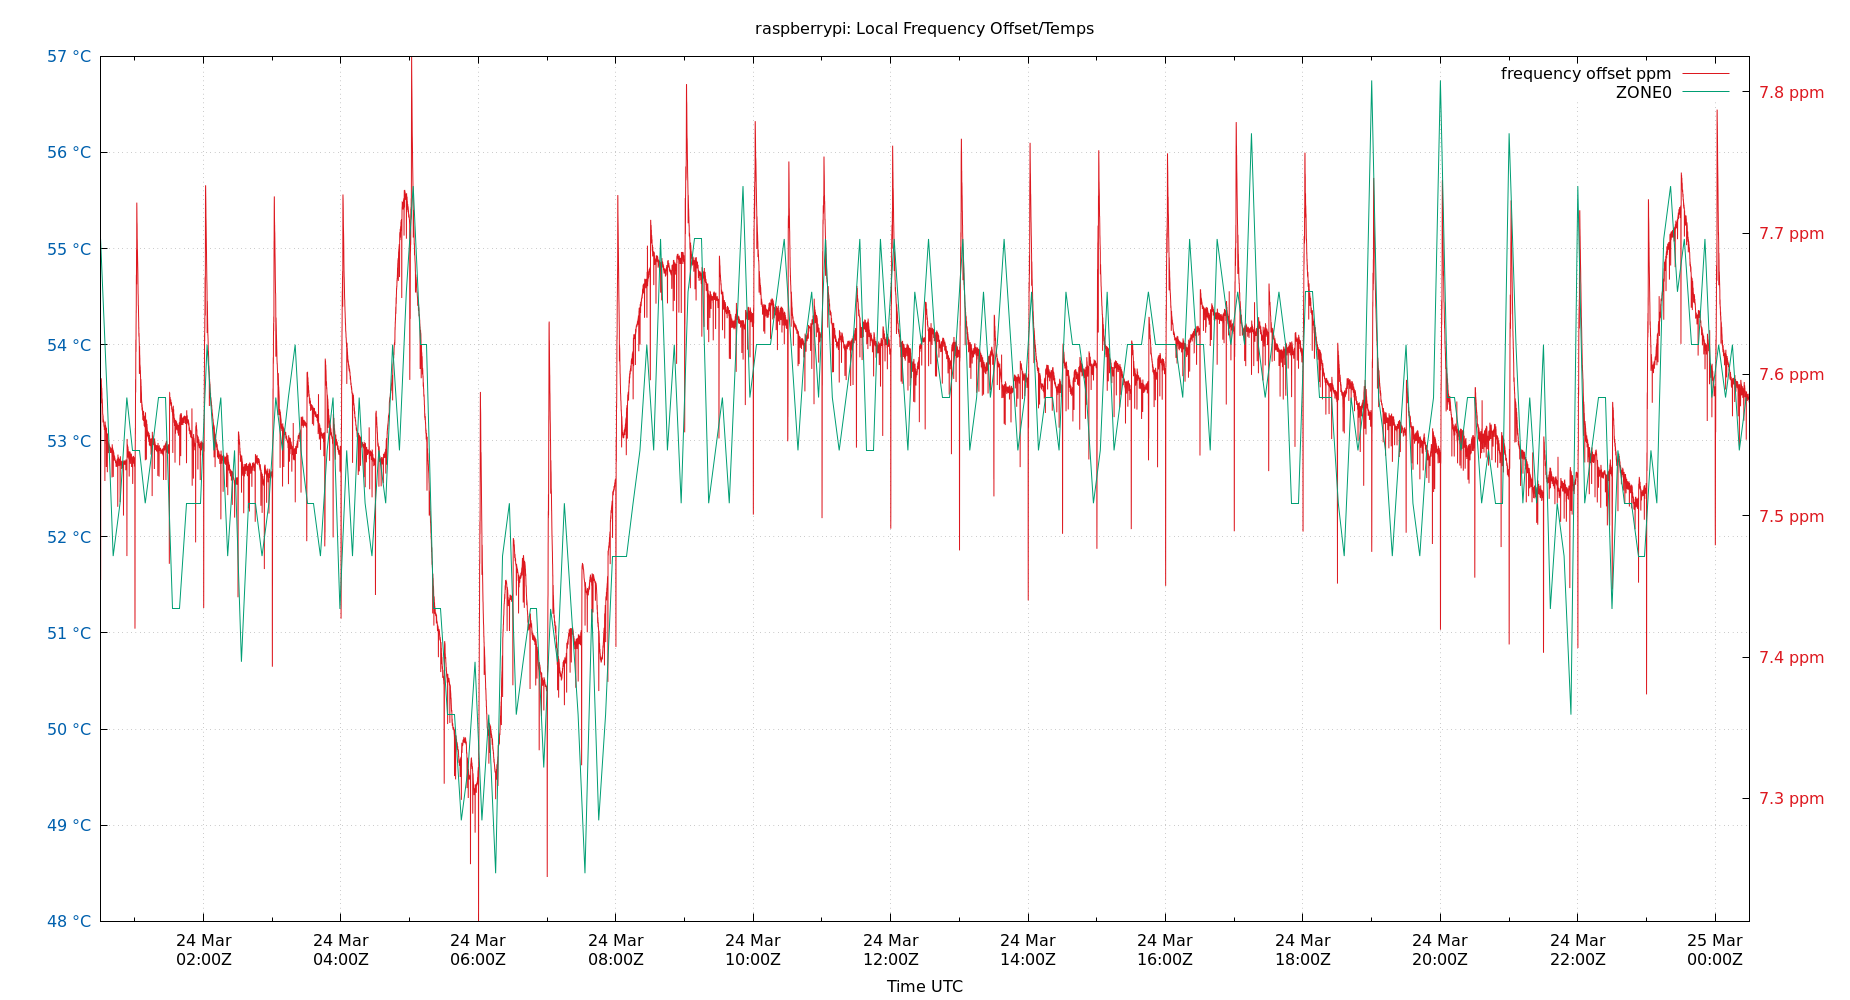 raspberrypi: Local Frequency Offset/Temps
57 °C
56 °C
55 °C
54 °C
53 °C
52 °C
51 °C
50 °C
49 °C
48 °C
frequency offset ppm
ZONE0
7.8 ppm
7.7 ppm
7.6 ppm
7.5 ppm
7.4 ppm
7.3 ppm
24 Mar 24 Mar 24 Mar 24 Mar 24 Mar 24 Mar 24 Mar 24 Mar 24 Mar 24 Mar 24 Mar 25 Mar
02:00Z 04:00Z 06:00Z 08:00Z 10:00Z 12:00Z 14:00Z 16:00Z 18:00Z 20:00Z 22:00Z 00:00Z
Time UTC